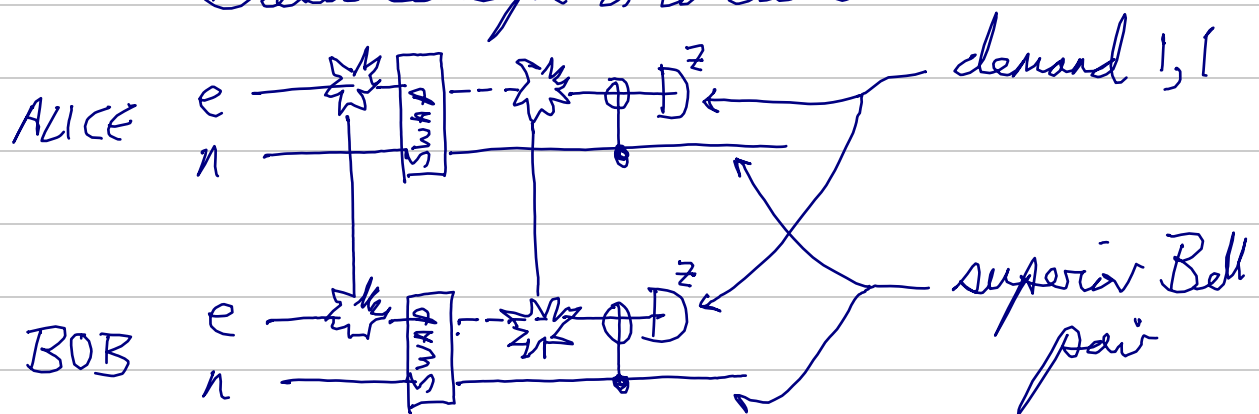 demand 1,1
Z
ALICE
e
SWAP
n
superior Bell
pair
Z
BOB
e
SWAP
n